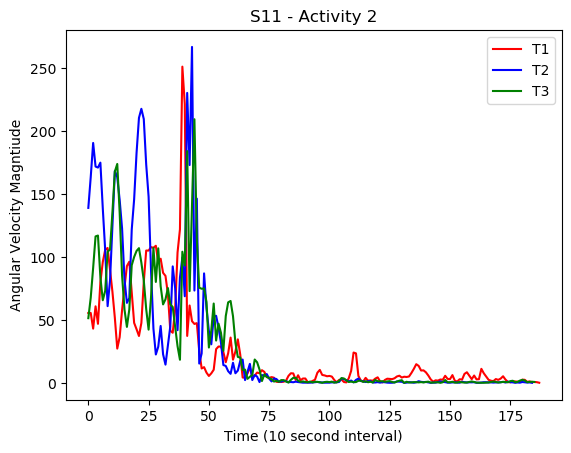 S11 - Activity 2
T1
T2
T3
Angular Velocity Magntiude
250
200
150
100
50
0
0 25 50 75 100 125 150 175
Time (10 second interval)